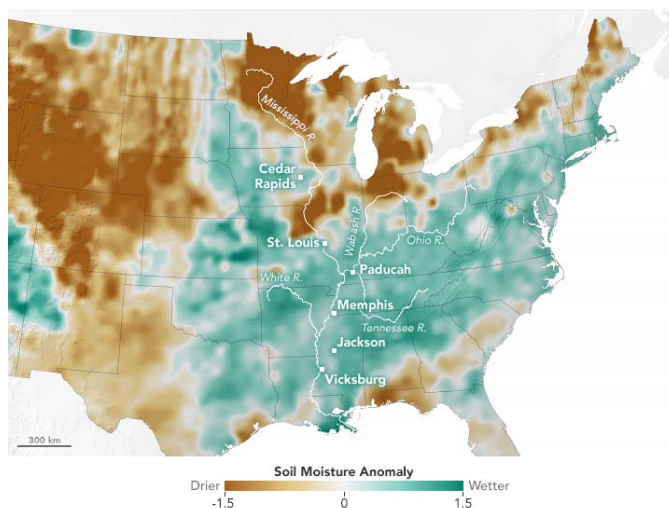 Mississippi R.
Cedar
Rapids
Wabash R.
St. Louis
Ohio R.
Paducah
White R.
Memphis
Tennessee R.
Jackson
Vicksburg
300 km
Soil Moisture Anomaly
Drier
Wetter
-1.5
0
1.5